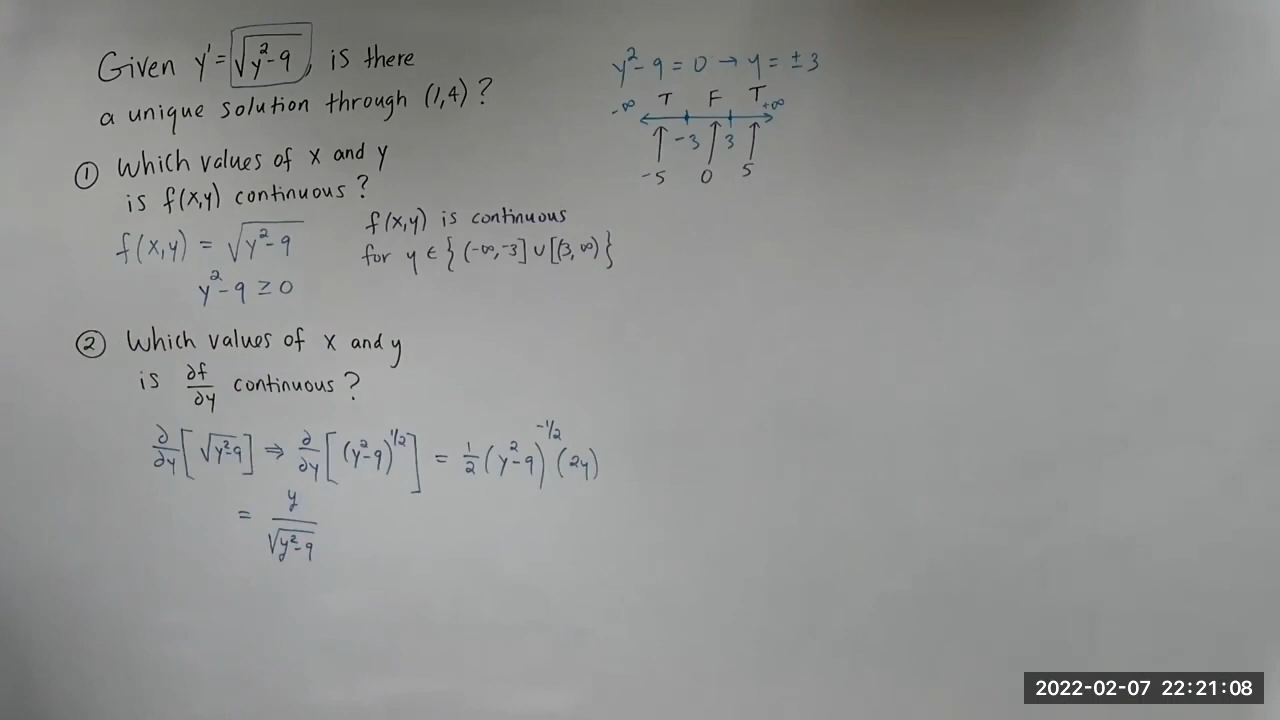 Given y' = √(y²-9), is there
a unique solution through (1,4)?
① Which values of x and y
is f(x,y) continuous?
f(x,y) = √(y²-9)
y²-9 ≥ 0
f(x,y) is continuous
for y ∈ {(-∞,-3] ∪ [(3,∞)}
y²-9 = 0 → y = ±3
T F T
-∞ +∞
-3 3
-5 0 5
② Which values of x and y
is ∂f/∂y continuous?
∂/∂y [√(y²-9)] ⇒ ∂/∂y [(y²-9)^1/2] = 1/2 (y²-9)^-1/2 (2y)
= y/√(y²-9)
2022-02-07 22:21:08